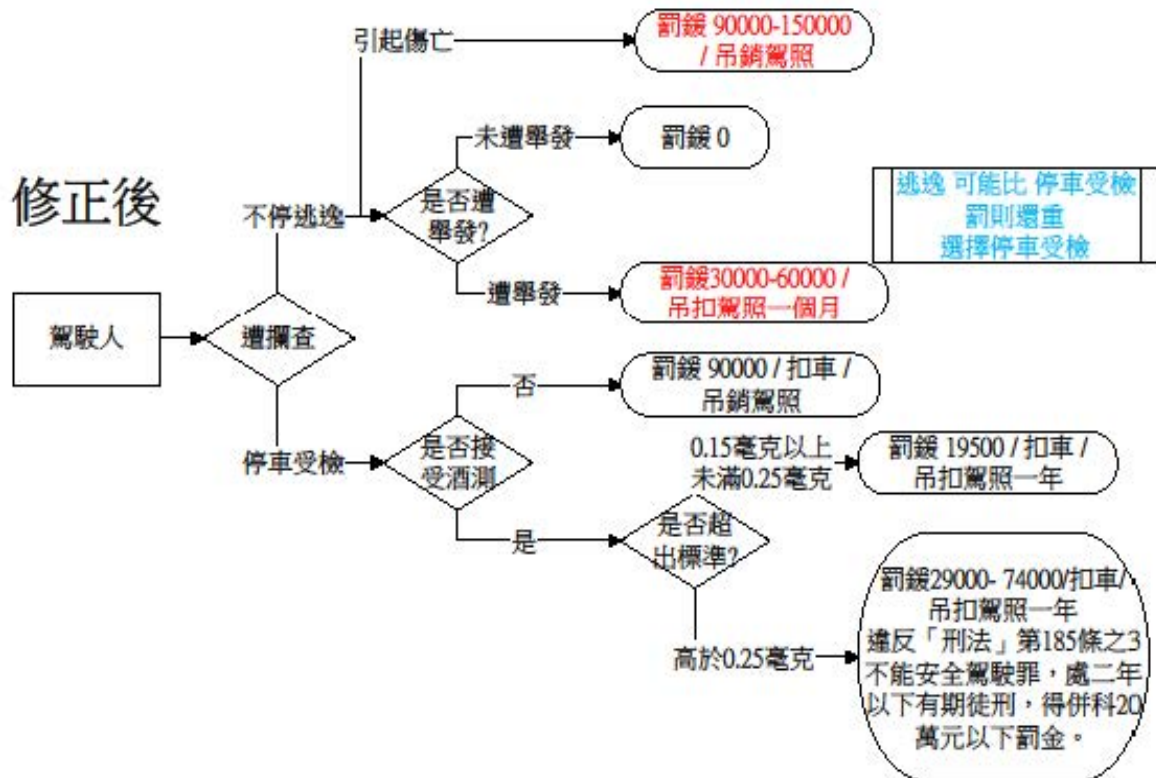 引起傷亡
罰鍰 90000-150000
/ 吊銷駕照
未遭舉發
罰鍰 0
修正後
不停逃逸
是否遭
舉發?
逃逸 可能比 停車受檢
罰則還重
選擇停車受檢
遭舉發
罰鍰30000-60000 /
吊扣駕照一個月
駕駛人
遭攔查
否
罰鍰 90000 / 扣車 /
吊銷駕照
停車受檢
是否接
受酒測
0.15毫克以上
未滿0.25毫克
罰鍰 19500 / 扣車 /
吊扣駕照一年
是
是否超
出標準?
高於0.25毫克
罰鍰29000- 74000/扣車/
吊扣駕照一年
違反「刑法」第185條之3
不能安全駕駛罪，處二年
以下有期徒刑，得併科20
萬元以下罰金。